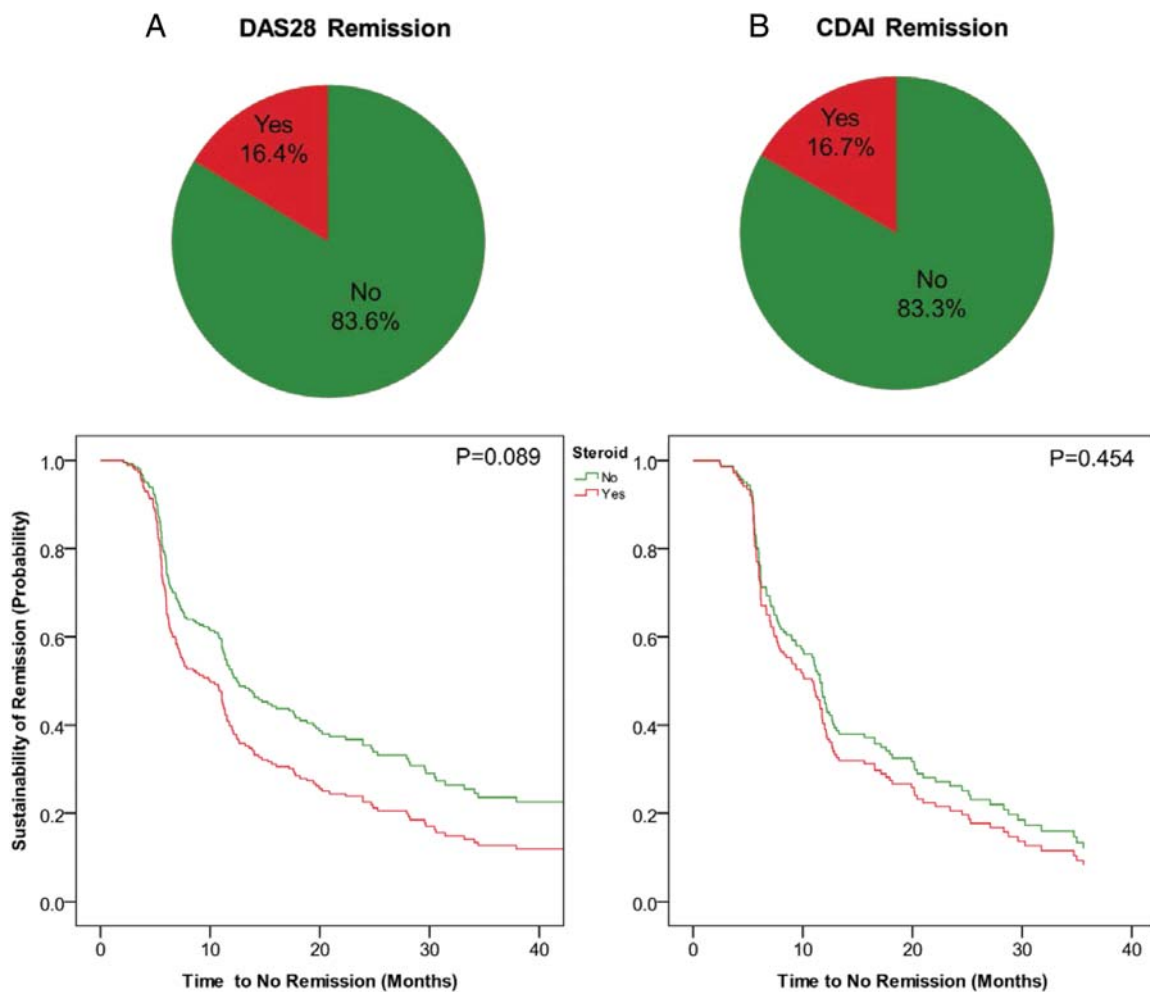 A
DAS28 Remission
B
CDAI Remission
Yes
16.4%
No
83.6%
Yes
16.7%
No
83.3%
Sustainability of Remission (Probability)
1.0
0.8
0.6
0.4
0.2
0.0
P=0.089
0
10
20
30
40
Time to No Remission (Months)
Steroid
No
Yes
1.0
0.8
0.6
0.4
0.2
0.0
P=0.454
0
10
20
30
40
Time to No Remission (Months)